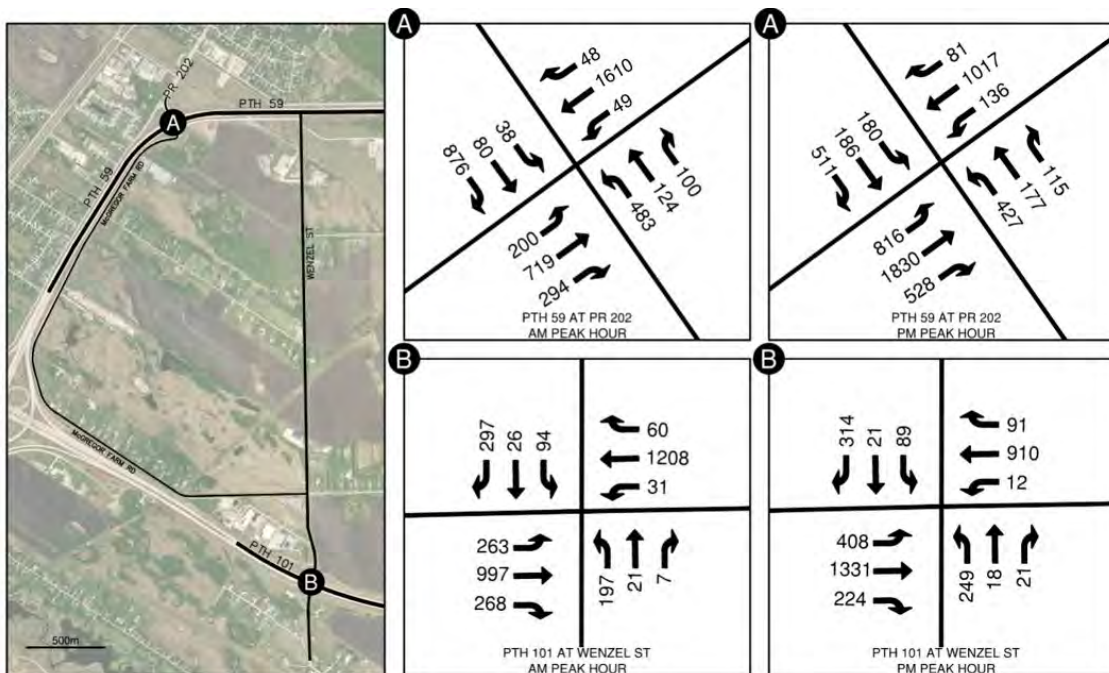 PR 202
PTH 59
A
PTH 59
McGREGOR FARM RD
WENZEL ST
McGREGOR FARM RD
PTH 101
B
500m
A
48
1610
49
876
80
38
100
124
483
200
719
294
PTH 59 AT PR 202
AM PEAK HOUR
A
81
1017
136
511
186
180
115
177
427
816
1830
528
PTH 59 AT PR 202
PM PEAK HOUR
B
297
26
94
60
1208
31
263
997
268
197
21
7
PTH 101 AT WENZEL ST
AM PEAK HOUR
B
314
21
89
91
910
12
408
1331
224
249
18
21
PTH 101 AT WENZEL ST
PM PEAK HOUR